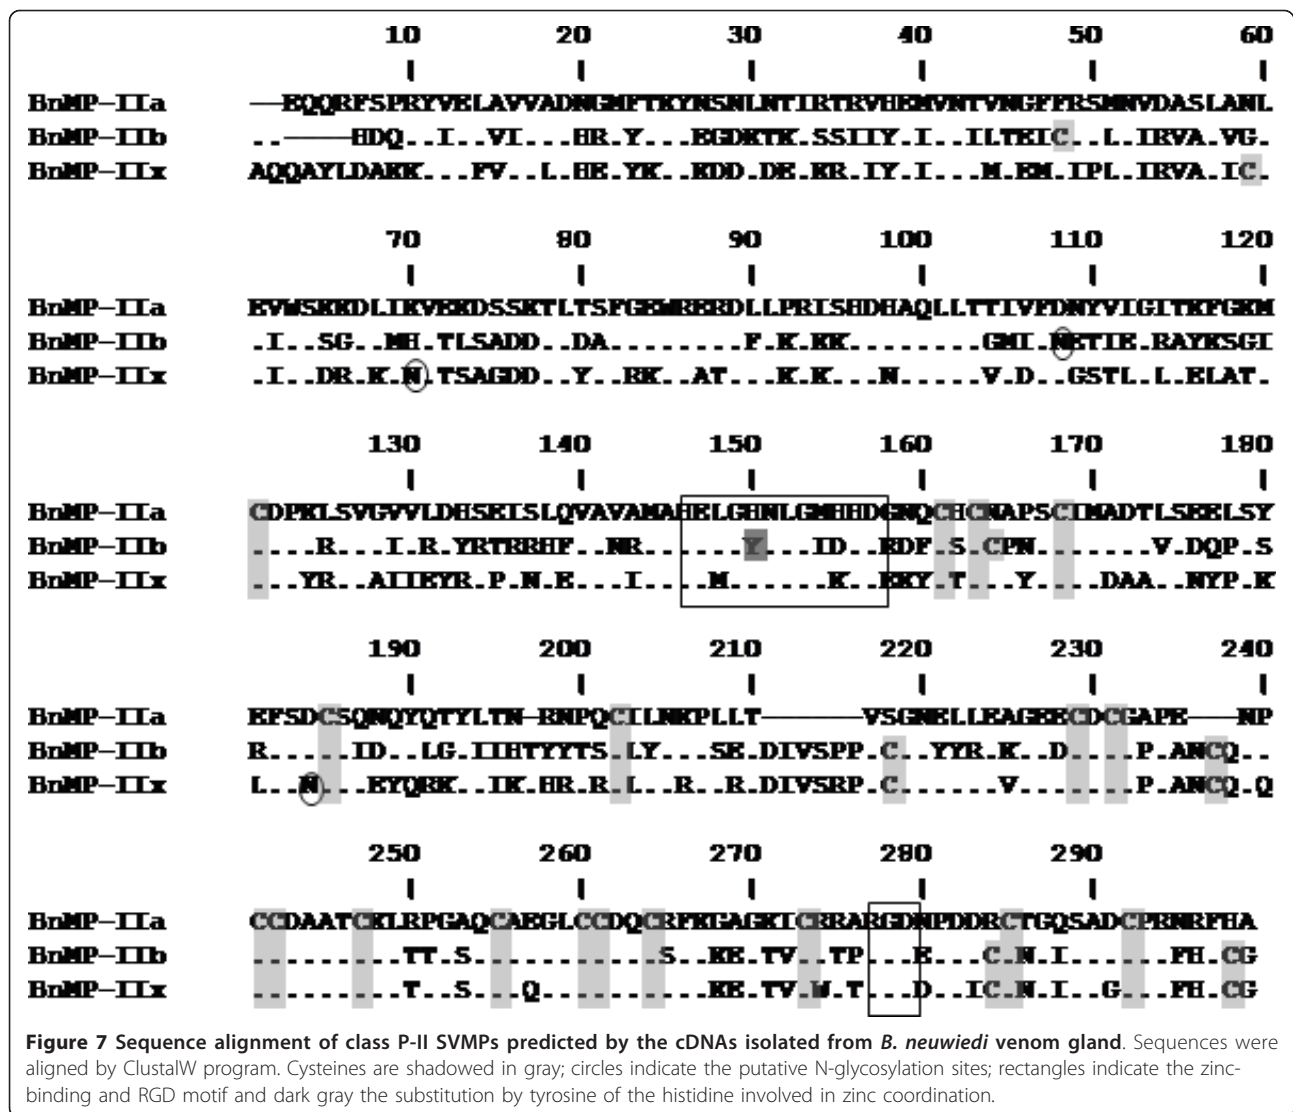 10 20 30 40 50 60
BnMP-IIa --EQQRFSPRYVELAVVADNGMFTKYNSNLNTIRTRVHEMVNTVNGFFRSMNVDASLANL
BnMP-IIb ..----HDQ..I..VI...HR.Y...EGDKTK.SSIIY.I..ILTEIC..L.IRVA.VG.
BnMP-IIx AQQAYLDAKK...FV..L.HE.YK..KDD.DE.KR.IY.I...M.EM.IPL.IRVA.IC.
70 80 90 100 110 120
BnMP-IIa EVWSKKDLIKVEKDSSKTLTSFGEWRERDLLPRISHDHAQLLTTIVFDNYVIGITKFGKM
BnMP-IIb .I..SG..MH.TLSADD..DA........F.K.KK........GMI.NETIE.RAYKSGI
BnMP-IIx .I..DR.K.N.TSAGDD..Y..RK..AT...K.K...N.....V.D..GSTL.L.ELAT.
130 140 150 160 170 180
BnMP-IIa CDPKLSVGVVLDHSEISLQVAVAMAHELGHNLGMHHDGNQCHCNAPSCIMADTLSEELSY
BnMP-IIb ....R...I.R.YRTRRHF..NR......Y...ID..RDF.S.CPN.......V.DQP.S
BnMP-IIx ...YR..AIIEYR.P.N.E...I....M......K..EKY.T...Y....DAA..NYP.K
190 200 210 220 230 240
BnMP-IIa EFSDCSQNQYQTYLTN-RNPQCILNKPLLT------VSGNELLEAGEECDCGAPE---NP
BnMP-IIb R.....ID..LG.IIHTYYTS.LY...SE.DIVSPP.C..YYR.K..D....P.ANCQ..
BnMP-IIx L..N...EYQRK..IK.HR.R.L...R..R.DIVSRP.C......V.......P.ANCQ.Q
250 260 270 280 290
BnMP-IIa CCDAATCKLRPGAQCAEGLCCDQCRFKGAGKICRRARGDNPDDRCTGQSADCPRNRFHA
BnMP-IIb .........TT.S...........S..KE.TV..TP...E...C.N.I......FH.CG
BnMP-IIx .........T..S...Q..........KE.TV.W.T...D..IC.N.I..G...FH.CG
Figure 7 Sequence alignment of class P-II SVMPs predicted by the cDNAs isolated from B. neuwiedi venom gland. Sequences were
aligned by ClustalW program. Cysteines are shadowed in gray; circles indicate the putative N-glycosylation sites; rectangles indicate the zinc-
binding and RGD motif and dark gray the substitution by tyrosine of the histidine involved in zinc coordination.